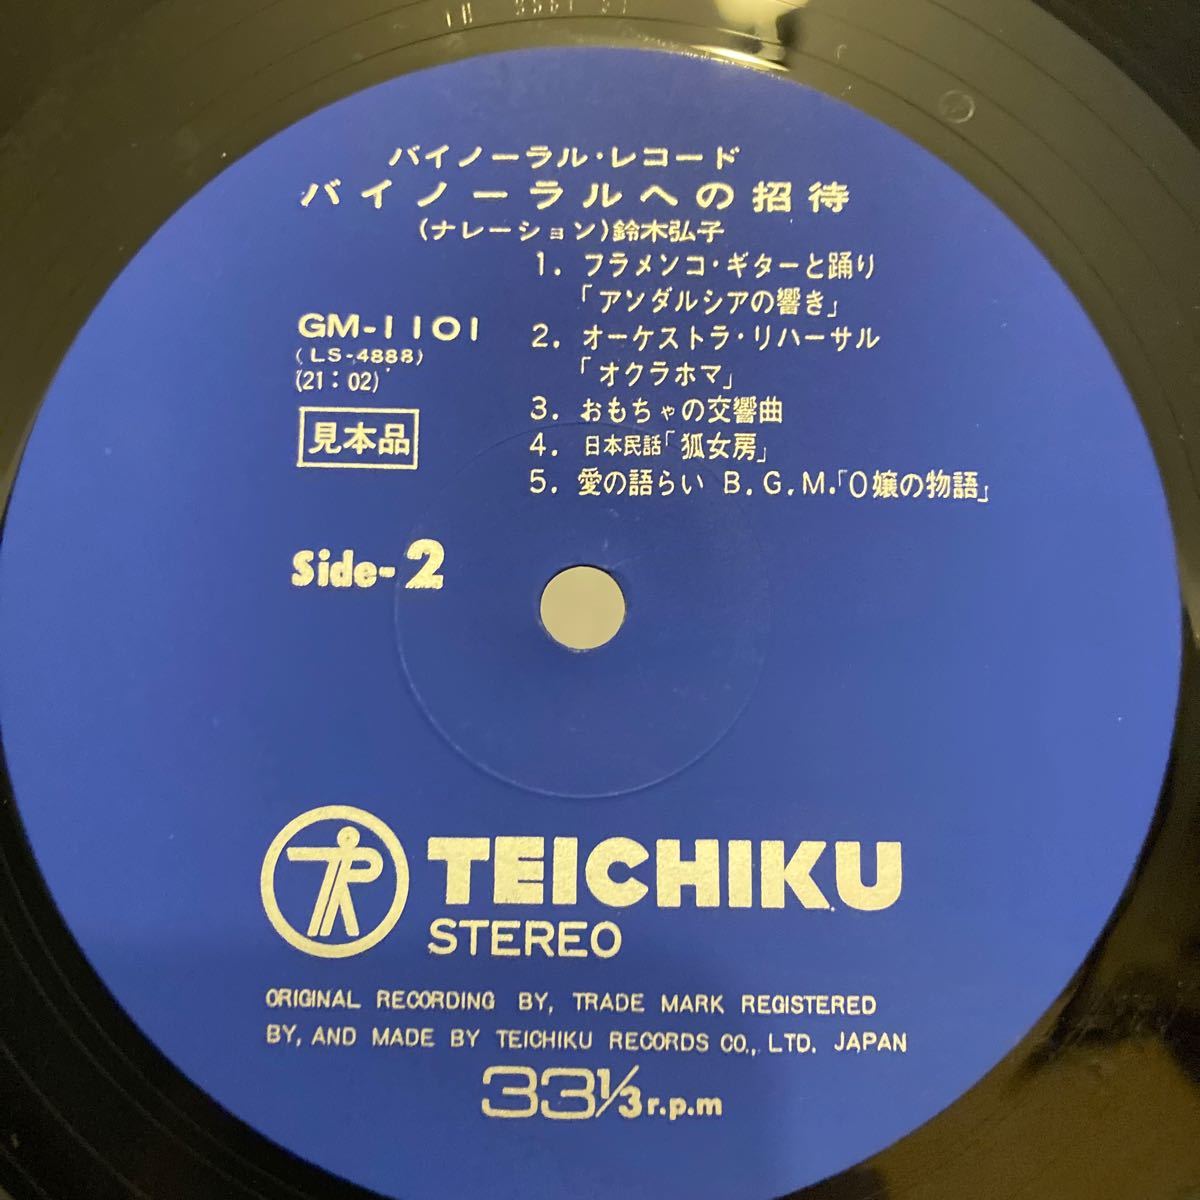 バイノーラル・レコード
バイノーラルへの招待
(ナレーション)鈴木弘子
1. フラメンコ・ギターと踊り
「アンダルシアの響き」
GM-1101
(LS-4888)
(21:02)
2. オーケストラ・リハーサル
「オクラホマ」
3. おもちゃの交響曲
見本品
4. 日本民話「狐女房」
5. 愛の語らい B.G.M.「O嬢の物語」
Side-2
TEICHIKU
STEREO
ORIGINAL RECORDING BY, TRADE MARK REGISTERED
BY, AND MADE BY TEICHIKU RECORDS CO., LTD. JAPAN
33 1/3 r.p.m